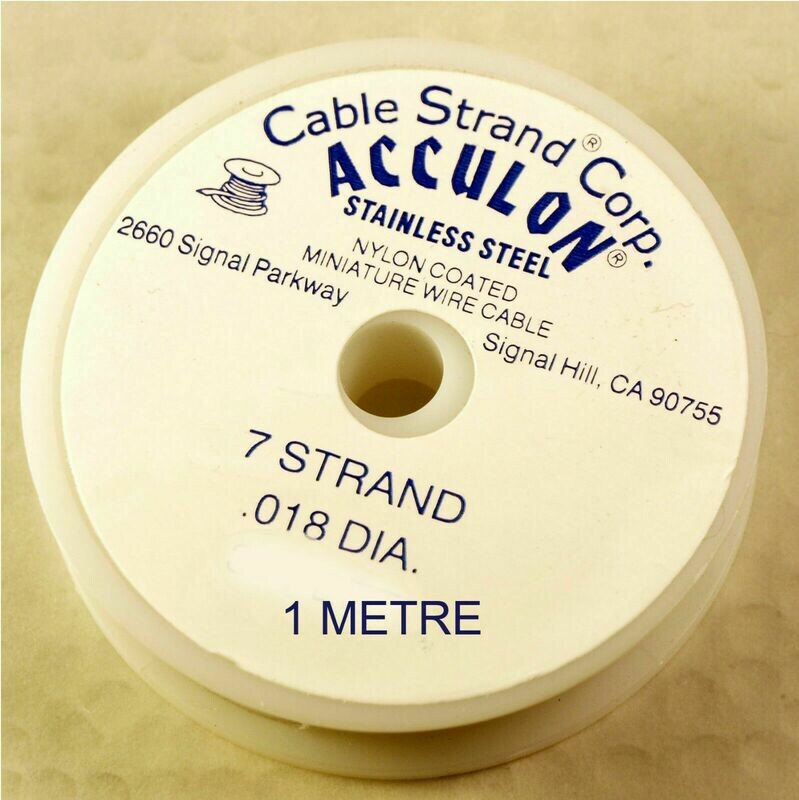 Cable Strand® Corp.
ACCULON®
STAINLESS STEEL
NYLON COATED
MINIATURE WIRE CABLE
2660 Signal Parkway
Signal Hill, CA 90755
7 STRAND
.018 DIA.
1 METRE